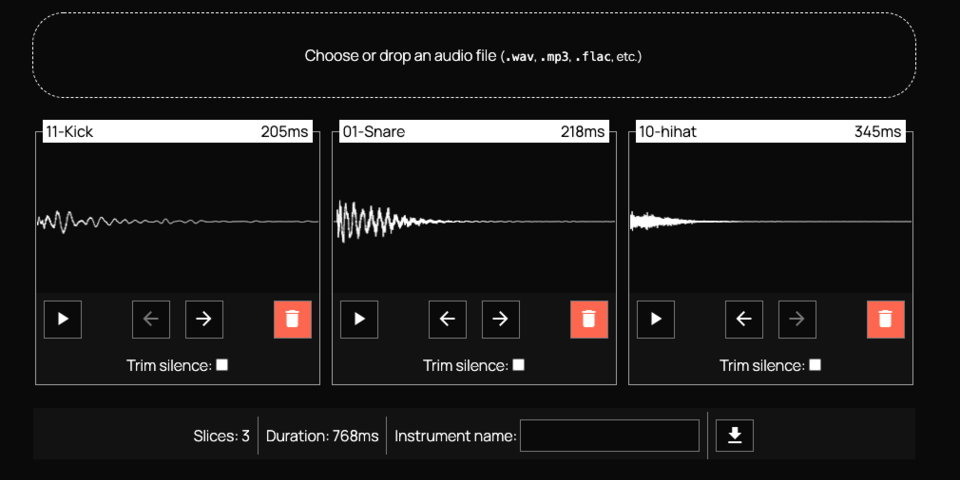 Choose or drop an audio file (.wav, .mp3, .flac, etc.)
11-Kick 205ms
01-Snare 218ms
10-hihat 345ms
Trim silence:
Trim silence:
Trim silence:
Slices: 3 Duration: 768ms Instrument name: